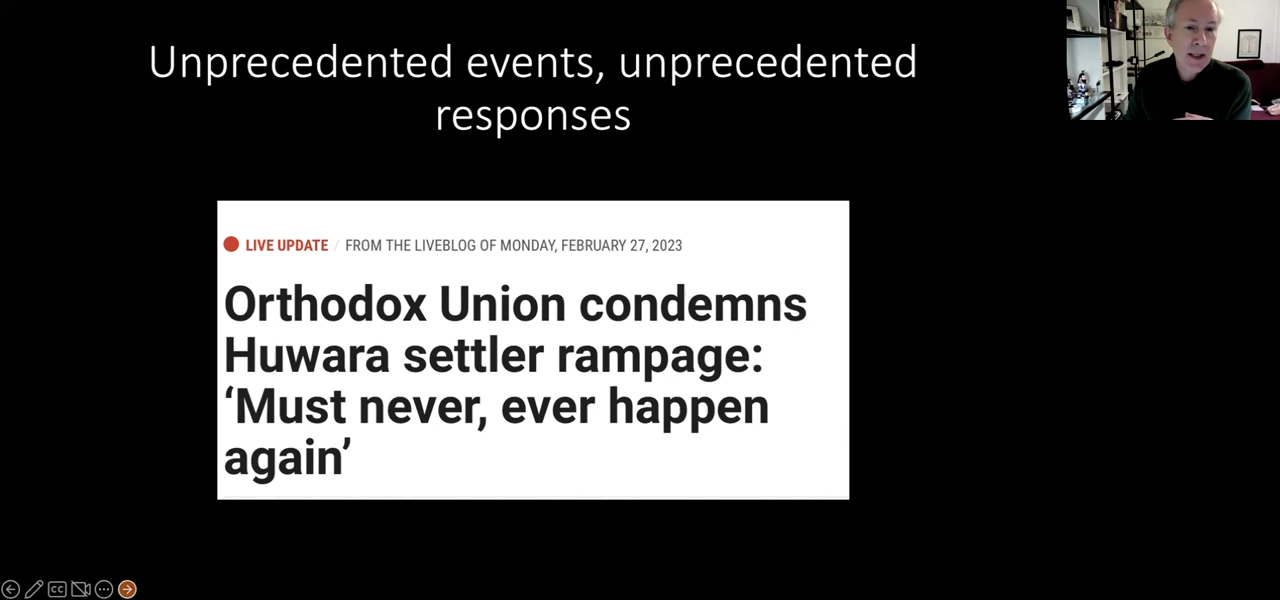 Unprecedented events, unprecedented
responses
LIVE UPDATE / FROM THE LIVEBLOG OF MONDAY, FEBRUARY 27, 2023
Orthodox Union condemns
Huwara settler rampage:
‘Must never, ever happen
again’
CC